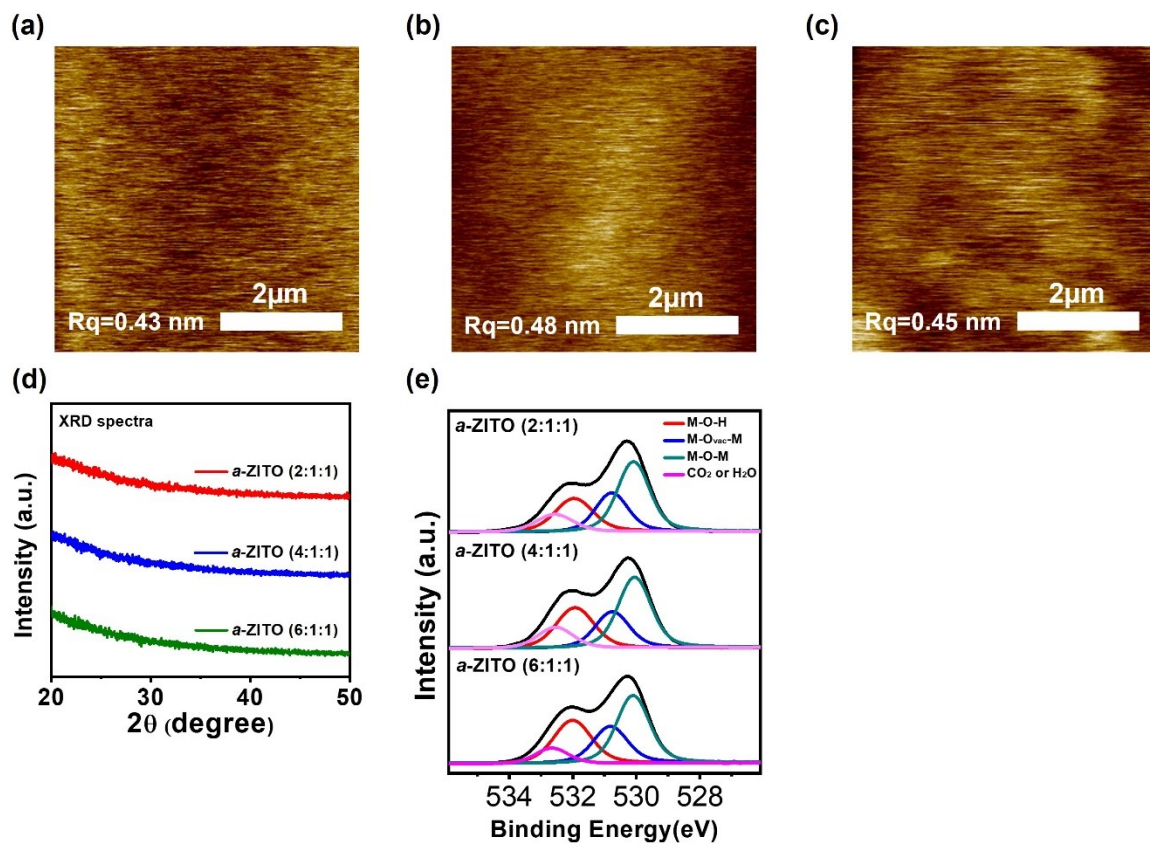 (a)
(b)
(c)
2μm
Rq=0.43 nm
2μm
Rq=0.48 nm
2μm
Rq=0.45 nm
(d)
XRD spectra
a-ZITO (2:1:1)
a-ZITO (4:1:1)
a-ZITO (6:1:1)
Intensity (a.u.)
20
30
40
50
2θ (degree)
(e)
a-ZITO (2:1:1)
M-O-H
M-Ovac-M
M-O-M
CO₂ or H₂O
a-ZITO (4:1:1)
a-ZITO (6:1:1)
Intensity (a.u.)
534
532
530
528
Binding Energy(eV)